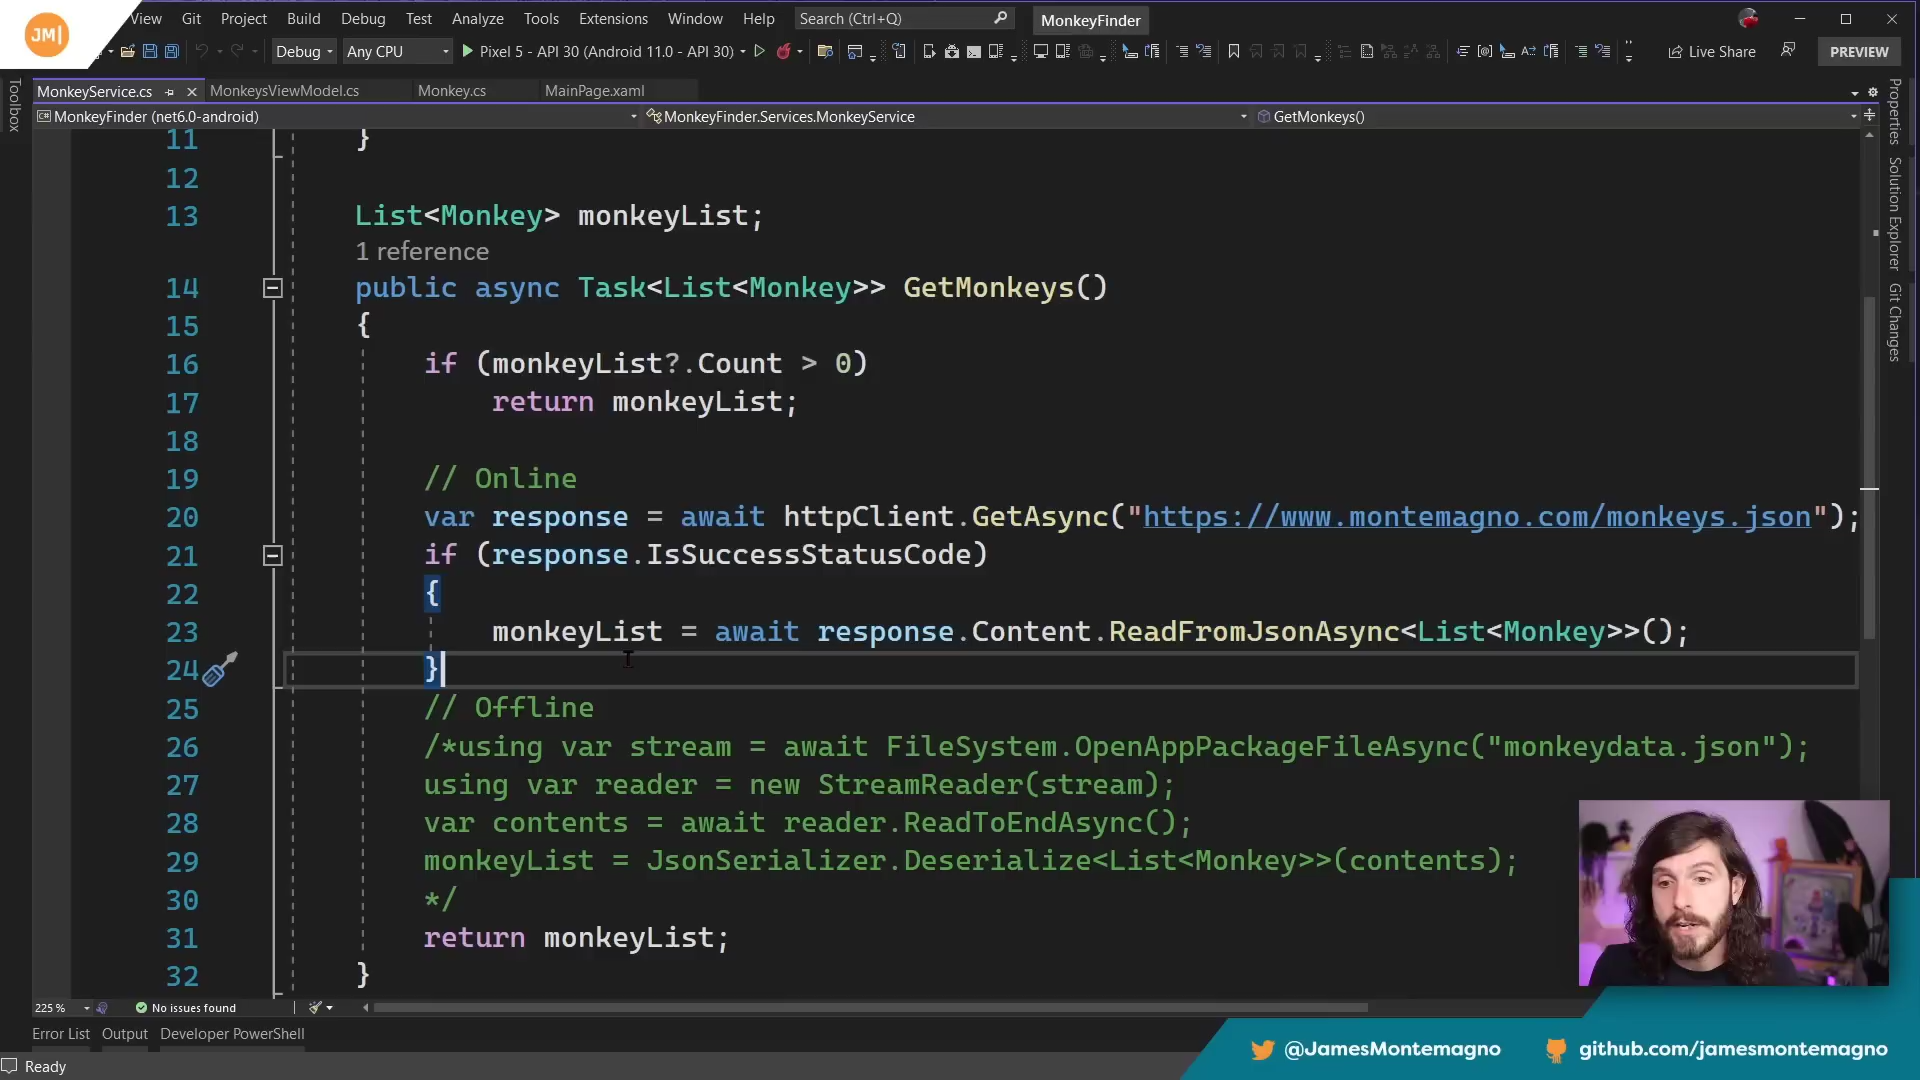 JM|
View Git Project Build Debug Test Analyze Tools Extensions Window Help Search (Ctrl+Q) MonkeyFinder
Debug Any CPU Pixel 5 - API 30 (Android 11.0 - API 30) Live Share PREVIEW
MonkeyService.cs MonkeysViewModel.cs Monkey.cs MainPage.xaml
MonkeyFinder (net6.0-android) MonkeyFinder.Services.MonkeyService GetMonkeys()
Toolbox
Properties
Solution Explorer
Git Changes
11 }
12
13 List<Monkey> monkeyList;
1 reference
14 public async Task<List<Monkey>> GetMonkeys()
15 {
16 if (monkeyList?.Count > 0)
17 return monkeyList;
18
19 // Online
20 var response = await httpClient.GetAsync("https://www.montemagno.com/monkeys.json");
21 if (response.IsSuccessStatusCode)
22 {
23 monkeyList = await response.Content.ReadFromJsonAsync<List<Monkey>>();
24 }
25 // Offline
26 /*using var stream = await FileSystem.OpenAppPackageFileAsync("monkeydata.json");
27 using var reader = new StreamReader(stream);
28 var contents = await reader.ReadToEndAsync();
29 monkeyList = JsonSerializer.Deserialize<List<Monkey>>(contents);
30 */
31 return monkeyList;
32 }
225 % No issues found
Error List Output Developer PowerShell
Ready
@JamesMontemagno github.com/jamesmontemagno